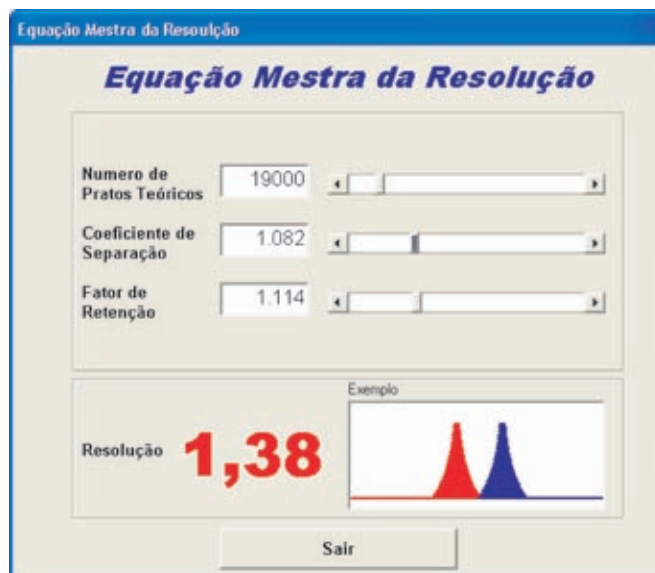 Equação Mestra da Resoulção
Equação Mestra da Resolução
Numero de
Pratos Teóricos
19000
Coeficiente de
Separação
1.082
Fator de
Retenção
1.114
Exemplo
Resolução
1,38
Sair